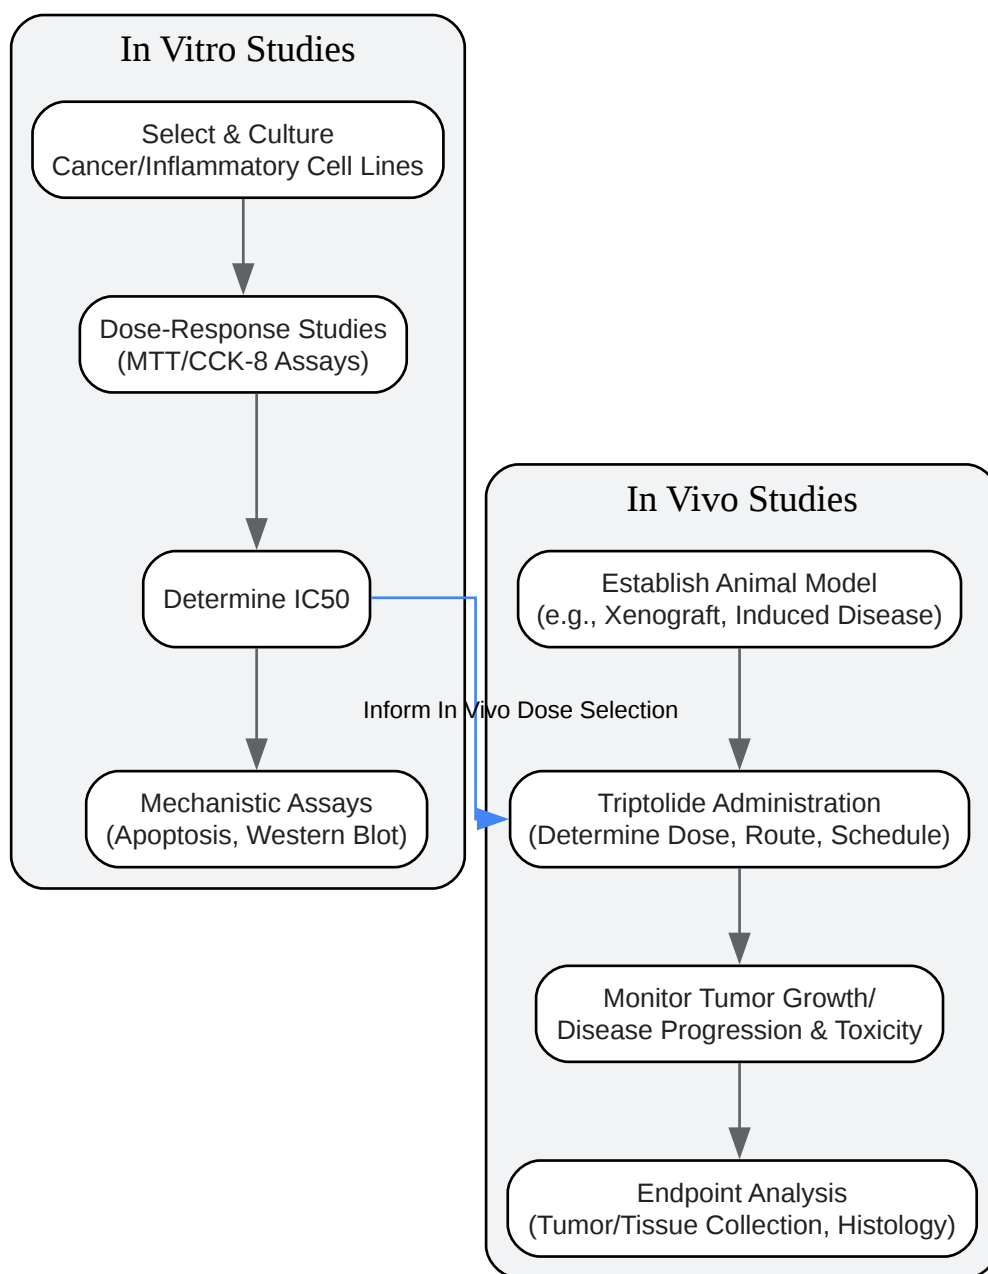 In Vitro Studies
Select & Culture
Cancer/Inflammatory Cell Lines
Dose-Response Studies
(MTT/CCK-8 Assays)
Determine IC50
Inform In Vivo Dose Selection
Mechanistic Assays
(Apoptosis, Western Blot)
In Vivo Studies
Establish Animal Model
(e.g., Xenograft, Induced Disease)
Triptolide Administration
(Determine Dose, Route, Schedule)
Monitor Tumor Growth/
Disease Progression & Toxicity
Endpoint Analysis
(Tumor/Tissue Collection, Histology)